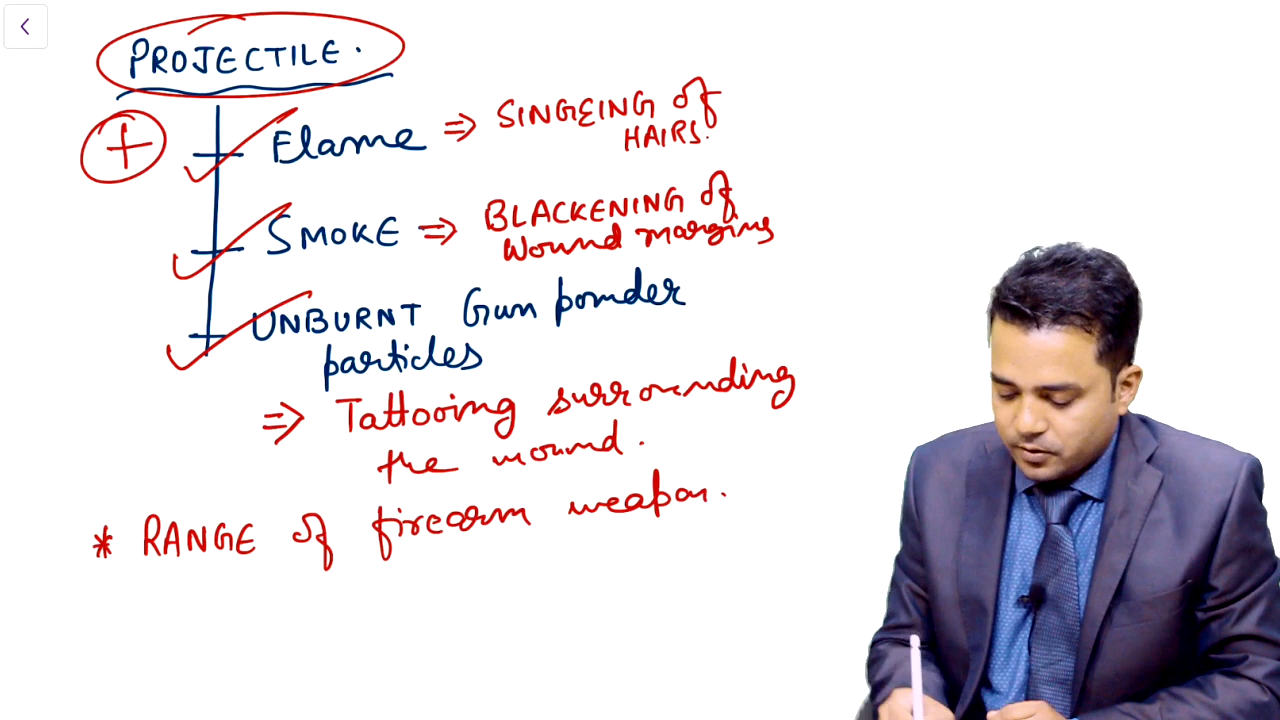 PROJECTILE.
+
Flame ⇒ SINGEING of
HAIRS.
SMOKE ⇒ BLACKENING of
wound margins
UNBURNT Gun powder
particles
⇒ Tattooing surrounding
the wound.
* RANGE of firearm weapon.